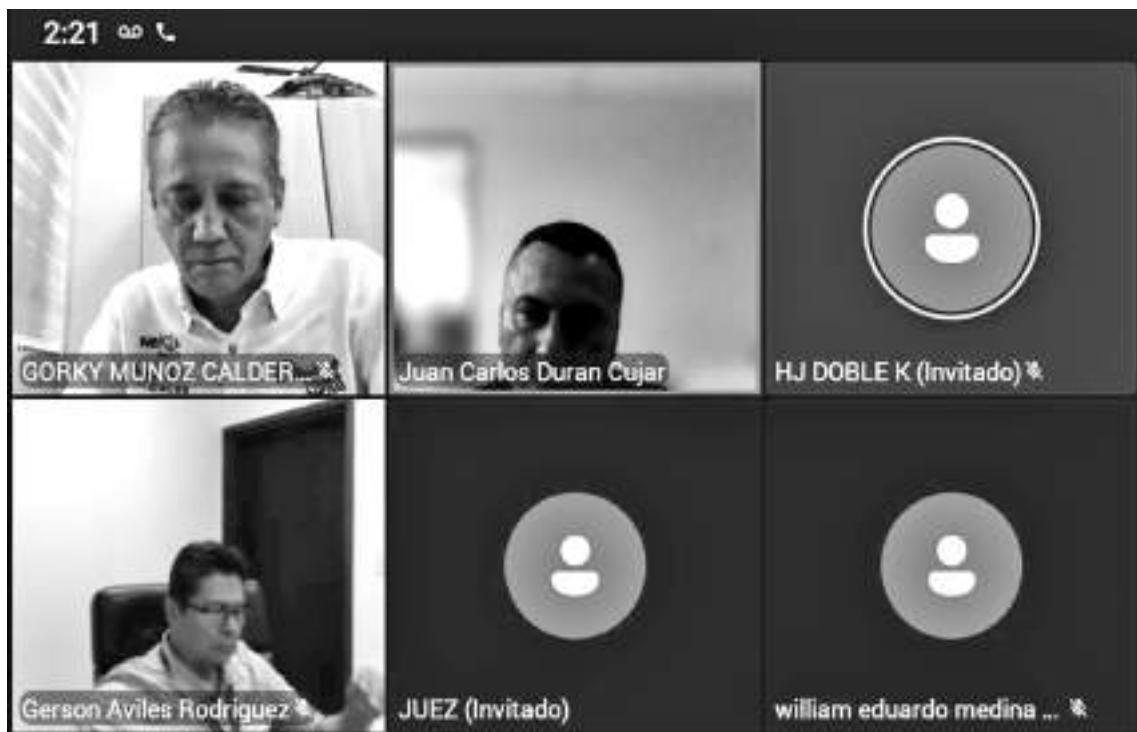 2:21
GORKY MUÑOZ CALDER...
Juan Carlos Duran Cujar
HJ DOBLE K (Invitado)
Gerson Aviles Rodriguez
JUEZ (Invitado)
william eduardo medina ...